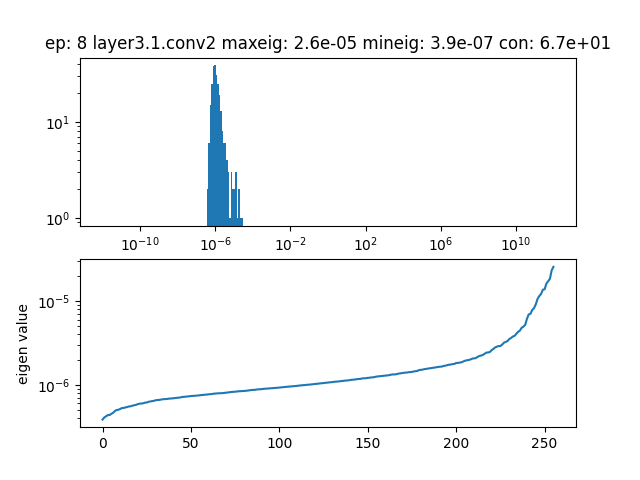 ep: 8 layer3.1.conv2 maxeig: 2.6e-05 mineig: 3.9e-07 con: 6.7e+01
10¹
10⁰
10⁻¹⁰ 10⁻⁶ 10⁻² 10² 10⁶ 10¹⁰
eigen value
10⁻⁵
10⁻⁶
0 50 100 150 200 250